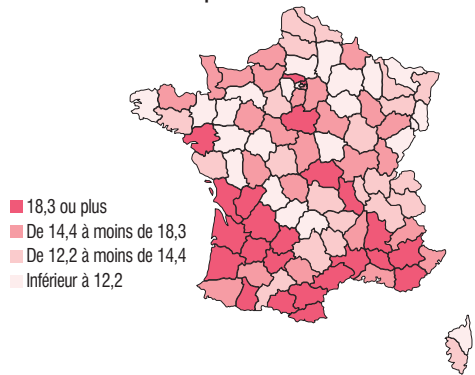 18,3 ou plus
De 14,4 à moins de 18,3
De 12,2 à moins de 14,4
Inférieur à 12,2